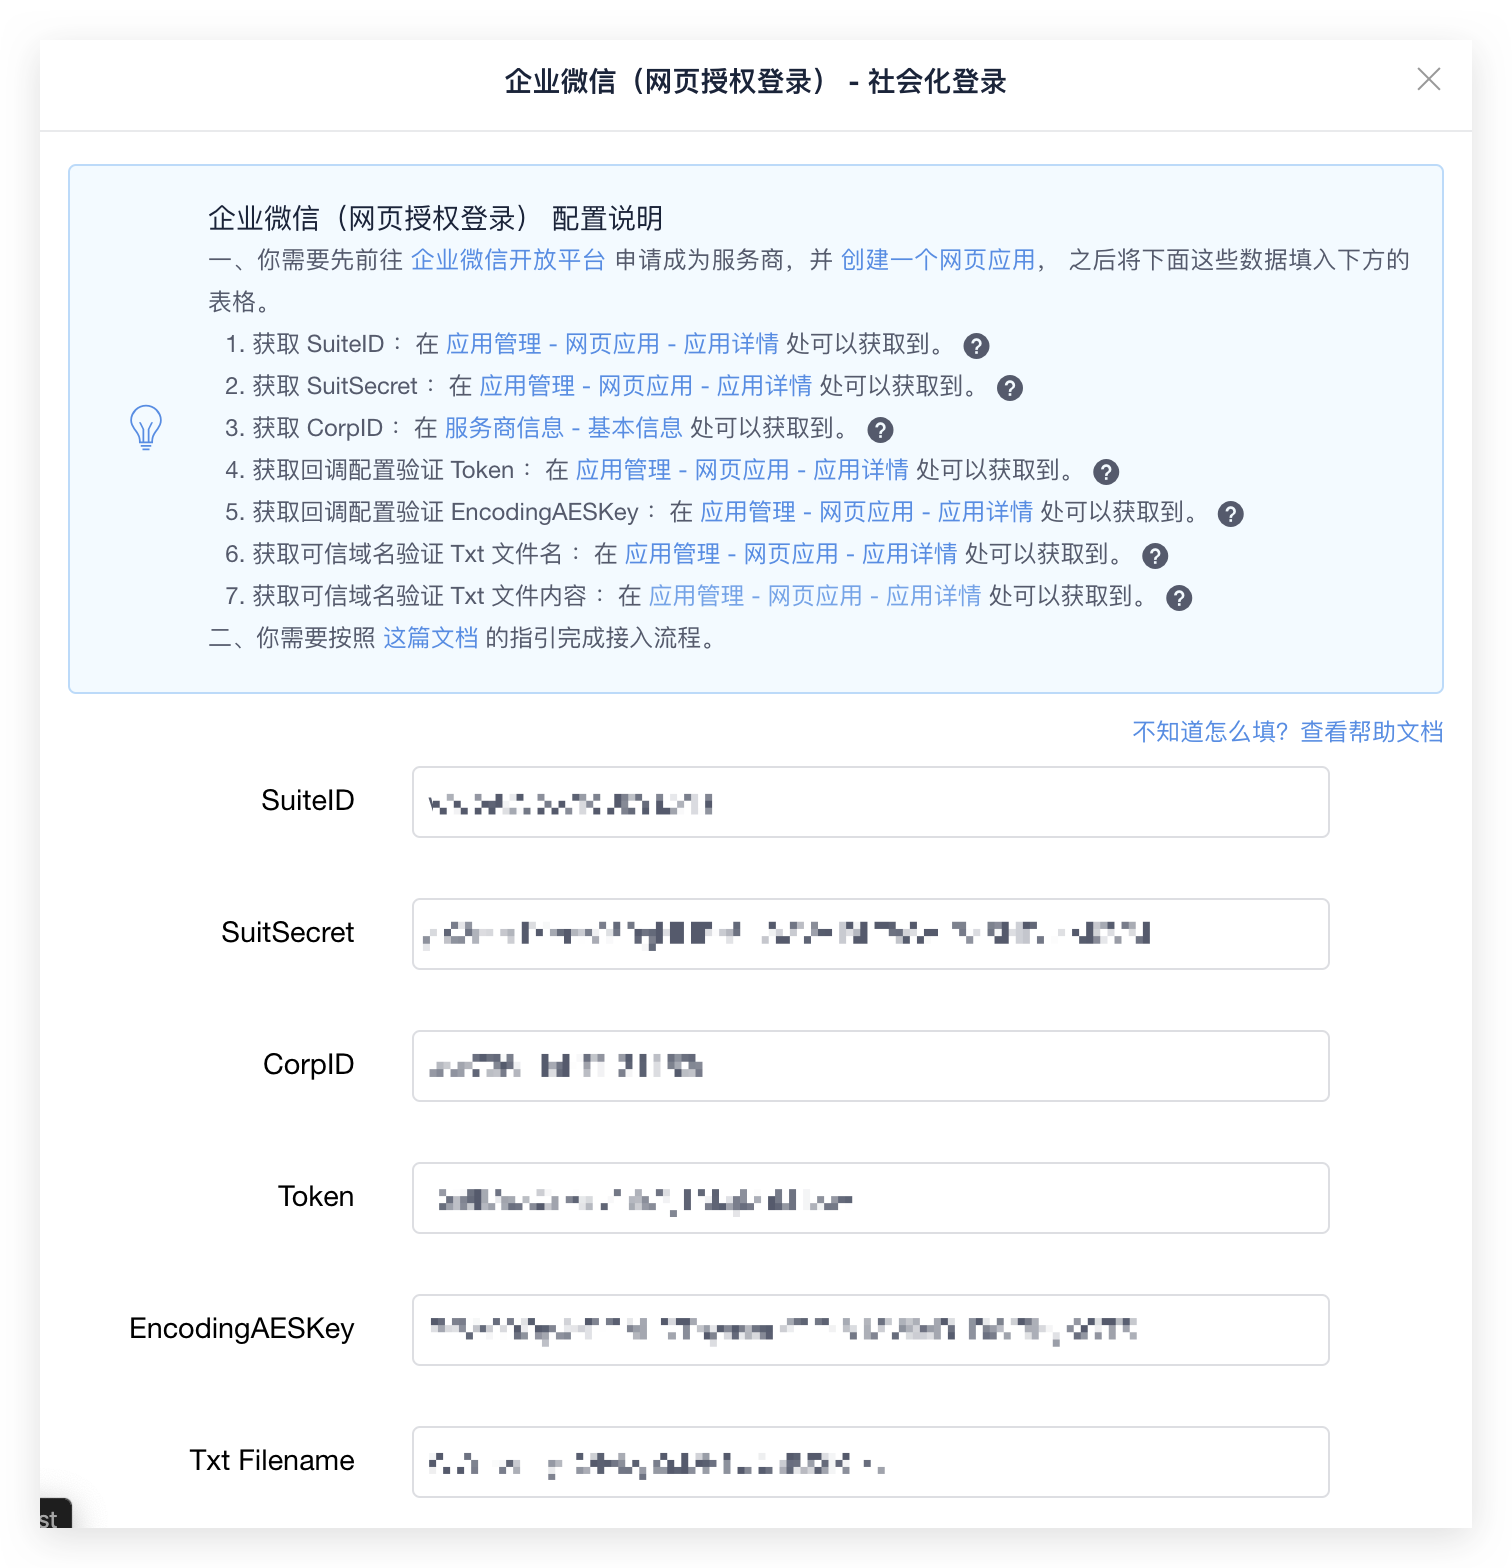 企业微信（网页授权登录） - 社会化登录
企业微信（网页授权登录） 配置说明
一、你需要先前往 企业微信开放平台 申请成为服务商，并 创建一个网页应用， 之后将下面这些数据填入下方的
表格。
1. 获取 SuiteID： 在 应用管理 - 网页应用 - 应用详情 处可以获取到。 ?
2. 获取 SuitSecret： 在 应用管理 - 网页应用 - 应用详情 处可以获取到。 ?
3. 获取 CorpID： 在 服务商信息 - 基本信息 处可以获取到。 ?
4. 获取回调配置验证 Token： 在 应用管理 - 网页应用 - 应用详情 处可以获取到。 ?
5. 获取回调配置验证 EncodingAESKey： 在 应用管理 - 网页应用 - 应用详情 处可以获取到。 ?
6. 获取可信域名验证 Txt 文件名： 在 应用管理 - 网页应用 - 应用详情 处可以获取到。 ?
7. 获取可信域名验证 Txt 文件内容： 在 应用管理 - 网页应用 - 应用详情 处可以获取到。 ?
二、你需要按照 这篇文档 的指引完成接入流程。
不知道怎么填？查看帮助文档
SuiteID
SuitSecret
CorpID
Token
EncodingAESKey
Txt Filename
st